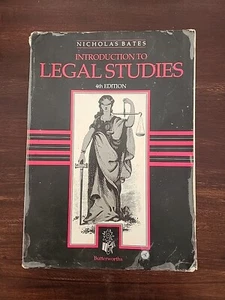 NICHOLAS BATES
INTRODUCTION TO
LEGAL STUDIES
4th EDITION
Butterworths